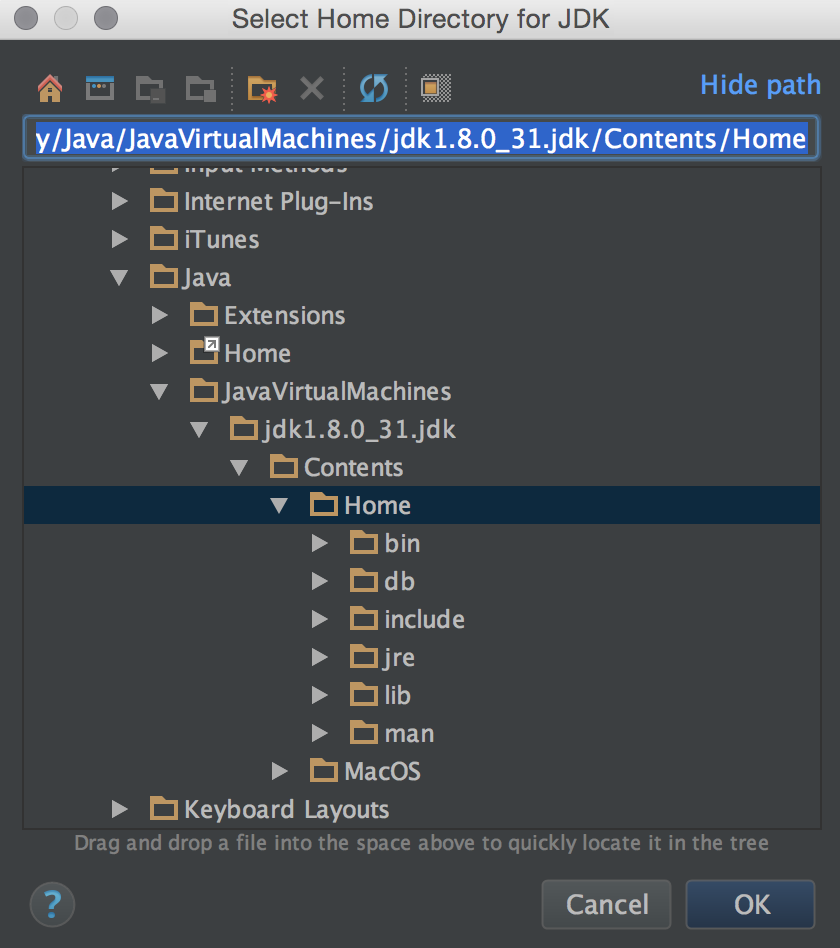 Select Home Directory for JDK
Hide path
y/Java/JavaVirtualMachines/jdk1.8.0_31.jdk/Contents/Home
Input Methods
Internet Plug-Ins
iTunes
Java
Extensions
Home
JavaVirtualMachines
jdk1.8.0_31.jdk
Contents
Home
bin
db
include
jre
lib
man
MacOS
Keyboard Layouts
Drag and drop a file into the space above to quickly locate it in the tree
?
Cancel
OK